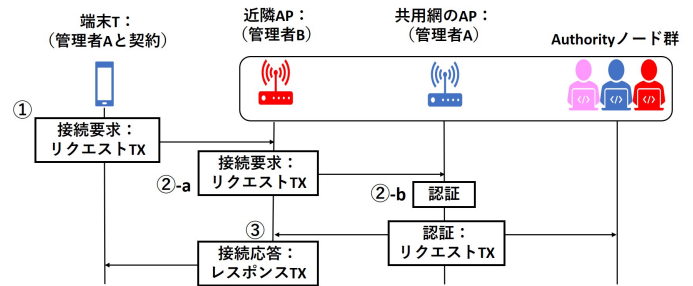 端末T：
（管理者Aと契約）
近隣AP：
（管理者B）
共用網のAP：
（管理者A）
Authorityノード群
①
接続要求：
リクエストTX
②-a
接続要求：
リクエストTX
②-b
認証
認証：
リクエストTX
③
接続応答：
レスポンスTX